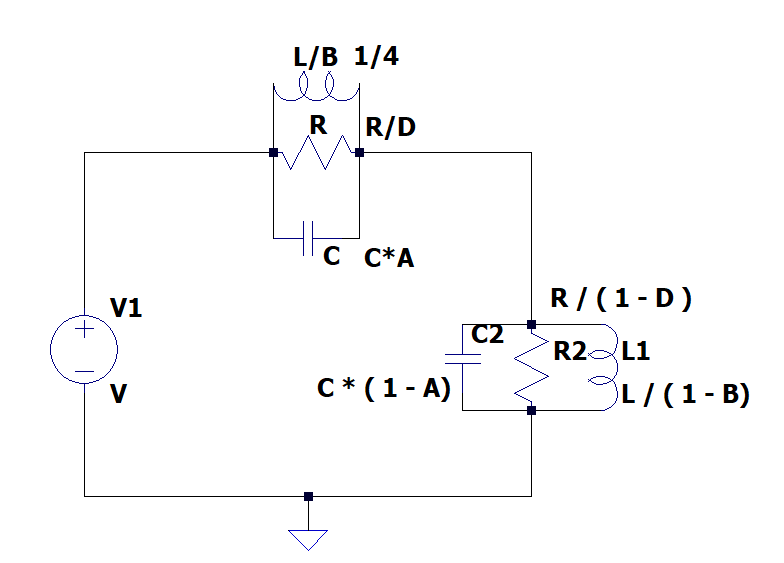 L/B 1/4
R R/D
C C*A
V1
V
R / ( 1 - D )
C2
R2 L1
C * ( 1 - A) L / ( 1 - B)